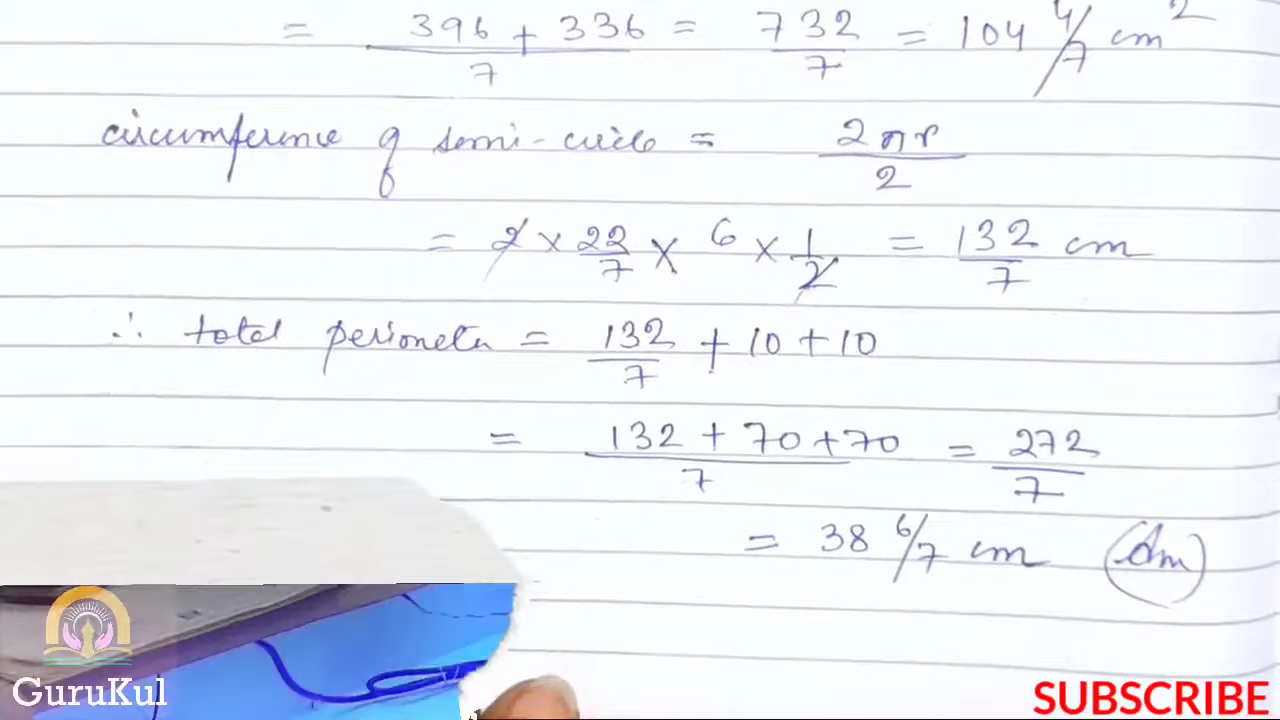 = 396 + 336 / 7 = 732 / 7 = 104 4/7 cm²
circumference of semi-circle = 2πr / 2
= 2 × 22/7 × 6 × 1/2 = 132/7 cm
∴ total perimeter = 132/7 + 10 + 10
= 132 + 70 + 70 / 7 = 272 / 7
= 38 6/7 cm (Ans)
GuruKul
SUBSCRIBE